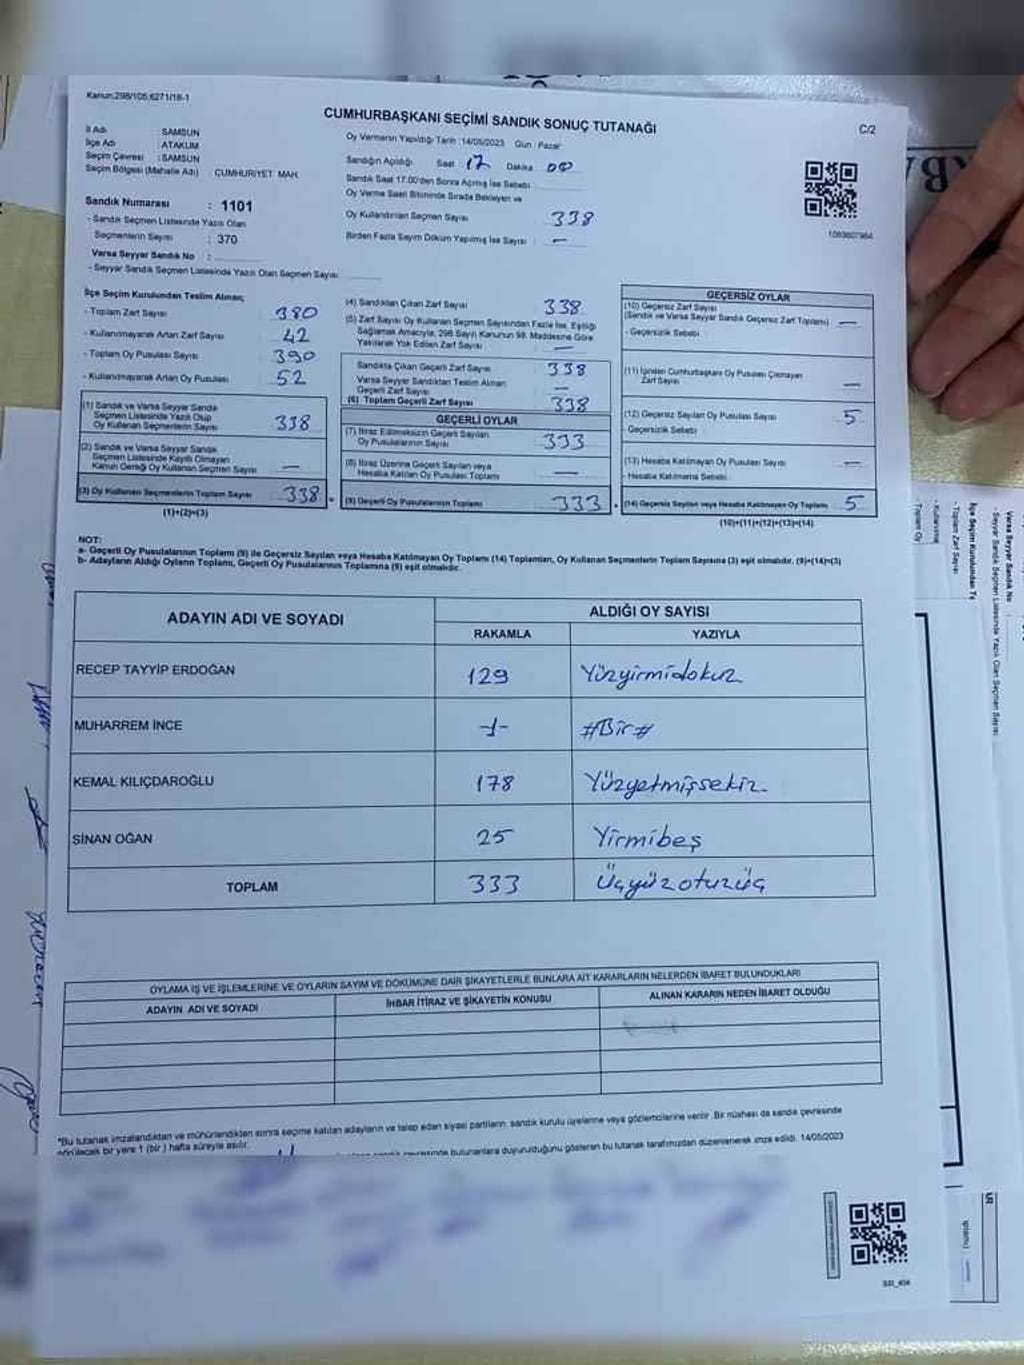 Kanun:298/105,6271/16-1
CUMHURBAŞKANI SEÇİMİ SANDIK SONUÇ TUTANAĞI
C/2
İl Adı : SAMSUN
İlçe Adı : ATAKUM
Seçim Çevresi : SAMSUN
Seçim Bölgesi (Mahalle Adı) CUMHURİYET MAH.
Sandık Numarası : 1101
- Sandık Seçmen Listesinde Yazılı Olan
Seçmenlerin Sayısı : 370
Varsa Seyyar Sandık No :
- Seyyar Sandık Seçmen Listesinde Yazılı Olan Seçmen Sayısı
Oy Vermenin Yapıldığı Tarih :14/05/2023 Gün : Pazar
Sandığın Açıldığı Saat 17 Dakika 00
Sandık Saat 17.00'den Sonra Açılmış İse Sebebi
Oy Verme Saati Bitiminde Sırada Bekleyen ve
Oy Kullandırılan Seçmen Sayısı 338
Birden Fazla Sayım Döküm Yapılmış İse Sayısı —
İlçe Seçim Kurulundan Teslim Alınan;
- Toplam Zarf Sayısı 380
- Kullanılmayarak Artan Zarf Sayısı 42
- Toplam Oy Pusulası Sayısı 390
- Kullanılmayarak Artan Oy Pusulası 52
(1) Sandık ve Varsa Seyyar Sandık
Seçmen Listesinde Yazılı Olup
Oy Kullanan Seçmenlerin Sayısı 338
(2) Sandık ve Varsa Seyyar Sandık
Seçmen Listesinde Kayıtlı Olmayan
Kanun Gereği Oy Kullanan Seçmen Sayısı —
(3) Oy Kullanan Seçmenlerin Toplam Sayısı 338
(1)+(2)=(3)
(4) Sandıktan Çıkan Zarf Sayısı 338
(5) Zarf Sayısı Oy Kullanan Seçmen Sayısından Fazla İse, Eşitliği
Sağlamak Amacıyla, 298 Sayılı Kanunun 98. Maddesine Göre
Yakılarak Yok Edilen Zarf Sayısı —
Sandıkta Çıkan Geçerli Zarf Sayısı 338
Varsa Seyyar Sandıktan Teslim Alınan
Geçerli Zarf Sayısı —
(6) Toplam Geçerli Zarf Sayısı 338
GEÇERLİ OYLAR
(7) İtiraz Edilmeksizin Geçerli Sayılan
Oy Pusulalarının Sayısı 333
(8) İtiraz Üzerine Geçerli Sayılan veya
Hesaba Katılan Oy Pusulası Toplamı —
(9) Geçerli Oy Pusulalarının Toplamı 333
GEÇERSİZ OYLAR
(10) Geçersiz Zarf Sayısı
(Sandık ve Varsa Seyyar Sandık Geçersiz Zarf Toplamı) —
- Geçersizlik Sebebi :
(11) İçinden Cumhurbaşkanı Oy Pusulası Çıkmayan
Zarf Sayısı —
(12) Geçersiz Sayılan Oy Pusulası Sayısı 5
- Geçersizlik Sebebi :
(13) Hesaba Katılmayan Oy Pusulası Sayısı —
- Hesaba Katılmama Sebebi :
(14) Geçersiz Sayılan veya Hesaba Katılmayan Oy Toplamı 5
(10)+(11)+(12)+(13)=(14)
NOT:
a- Geçerli Oy Pusulalarının Toplamı (9) ile Geçersiz Sayılan veya Hesaba Katılmayan Oy Toplamı (14) Toplamları, Oy Kullanan Seçmenlerin Toplam Sayısına (3) eşit olmalıdır. (9)+(14)=(3)
b- Adayların Aldığı Oyların Toplamı, Geçerli Oy Pusulalarının Toplamına (9) eşit olmalıdır.
ADAYIN ADI VE SOYADI
ALDIĞI OY SAYISI
RAKAMLA YAZIYLA
RECEP TAYYİP ERDOĞAN 129 Yüzyirmidokuz
MUHARREM İNCE -1- #Bir#
KEMAL KILIÇDAROĞLU 178 Yüzyetmişsekiz
SİNAN OĞAN 25 Yirmibeş
TOPLAM 333 Üçyüzotuzüç
OYLAMA İŞ VE İŞLEMLERİNE VE OYLARIN SAYIM VE DÖKÜMÜNE DAİR ŞİKAYETLERLE BUNLARA AİT KARARLARIN NELERDEN İBARET BULUNDUKLARI
ADAYIN ADI VE SOYADI İHBAR İTİRAZ VE ŞİKAYETİN KONUSU ALINAN KARARIN NEDEN İBARET OLDUĞU
*Bu tutanak imzalandıktan ve mühürlendikten sonra seçime katılan adayların ve talep eden siyasi partilerin sandık kurulu üyelerine veya gözlemcilerine verilir. Bir nüshası da sandık çevresinde
görülecek bir yere 1 (bir) hafta süreyle asılır.
çevresinde bulunanlara duyurulduğunu gösteren bu tutanak tarafımızdan düzenlenerek imza edildi. 14/05/2023